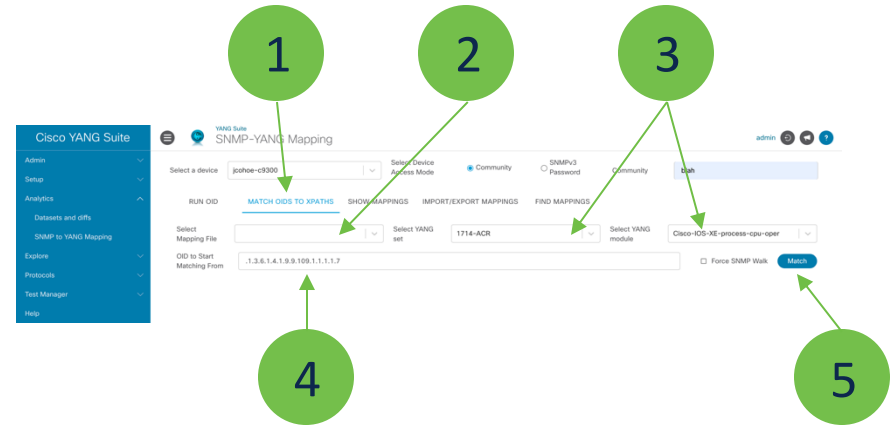 1
2
3
Cisco YANG Suite
YANG Suite
SNMP-YANG Mapping
admin
?
Admin
Setup
Analytics
Datasets and diffs
SNMP to YANG Mapping
Explore
Protocols
Test Manager
Help
Select a device
jcohoe-c9300
Select Device
Access Mode
Community
SNMPv3
Password
Community
blah
RUN OID
MATCH OIDS TO XPATHS
SHOW MAPPINGS
IMPORT/EXPORT MAPPINGS
FIND MAPPINGS
Select
Mapping File
Select YANG
set
1714-ACR
Select YANG
module
Cisco-IOS-XE-process-cpu-oper
OID to Start
Matching From
.1.3.6.1.4.1.9.9.109.1.1.1.1.7
Force SNMP Walk
Match
4
5